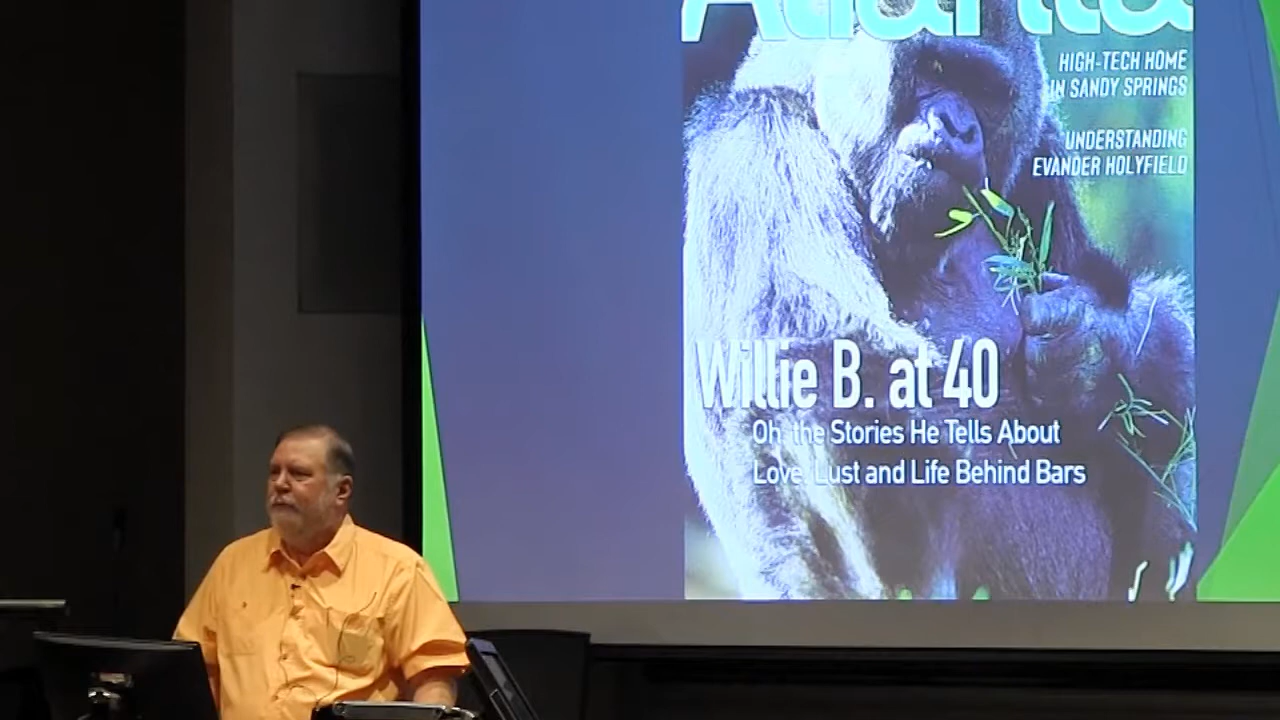 Atlanta
HIGH-TECH HOME
IN SANDY SPRINGS
UNDERSTANDING
EVANDER HOLYFIELD
Willie B. at 40
Oh, the Stories He Tells About
Love, Lust and Life Behind Bars